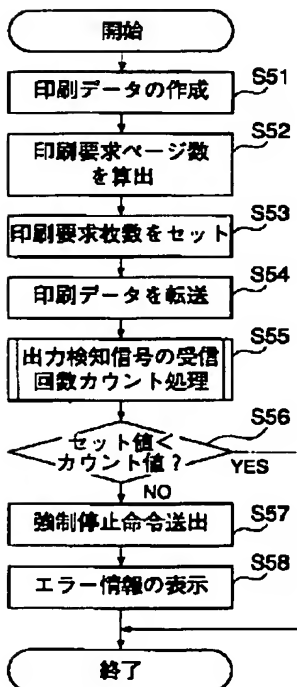 開始
S51
印刷データの作成
S52
印刷要求ページ数
を算出
S53
印刷要求枚数をセット
S54
印刷データを転送
S55
出力検知信号の受信
回数カウント処理
S56
セット値<
カウント値?
YES
NO
S57
強制停止命令送出
S58
エラー情報の表示
終了